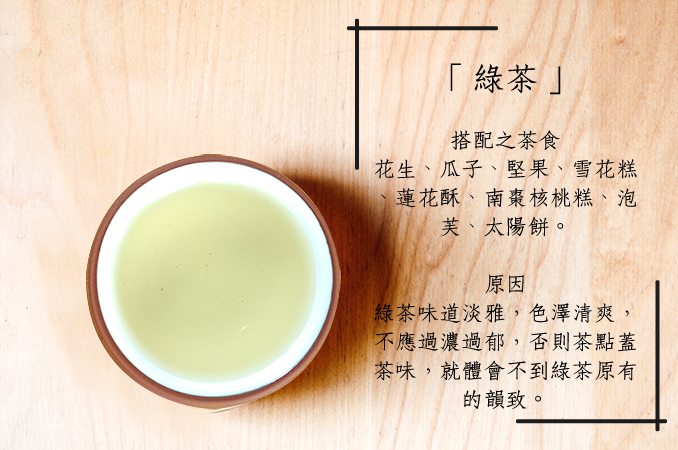 「綠茶」
搭配之茶食
花生、瓜子、堅果、雪花糕
、蓮花酥、南棗核桃糕、泡
芙、太陽餅。
原因
綠茶味道淡雅，色澤清爽，
不應過濃過郁，否則茶點蓋
茶味，就體會不到綠茶原有
的韻致。